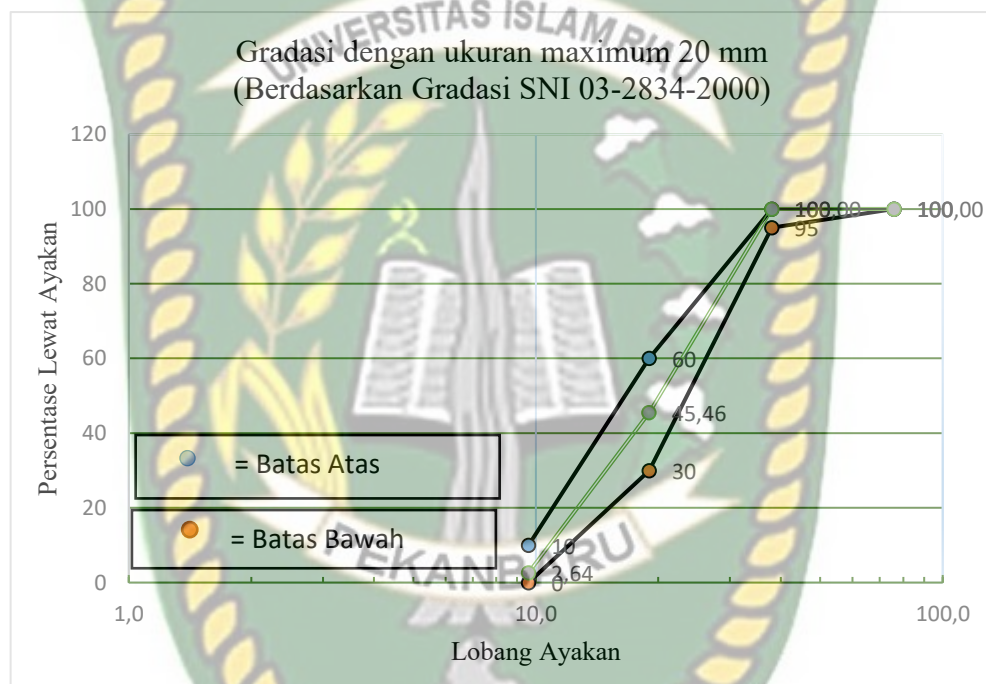 UNIVERSITAS ISLAM RIAU
Gradasi dengan ukuran maximum 20 mm
(Berdasarkan Gradasi SNI 03-2834-2000)
Persentase Lewat Ayakan
120
100
80
60
40
20
0
100,00
100,00
95
60
45,46
30
10
2,64
0
= Batas Atas
= Batas Bawah
PEKANBARU
1,0
10,0
100,0
Lobang Ayakan